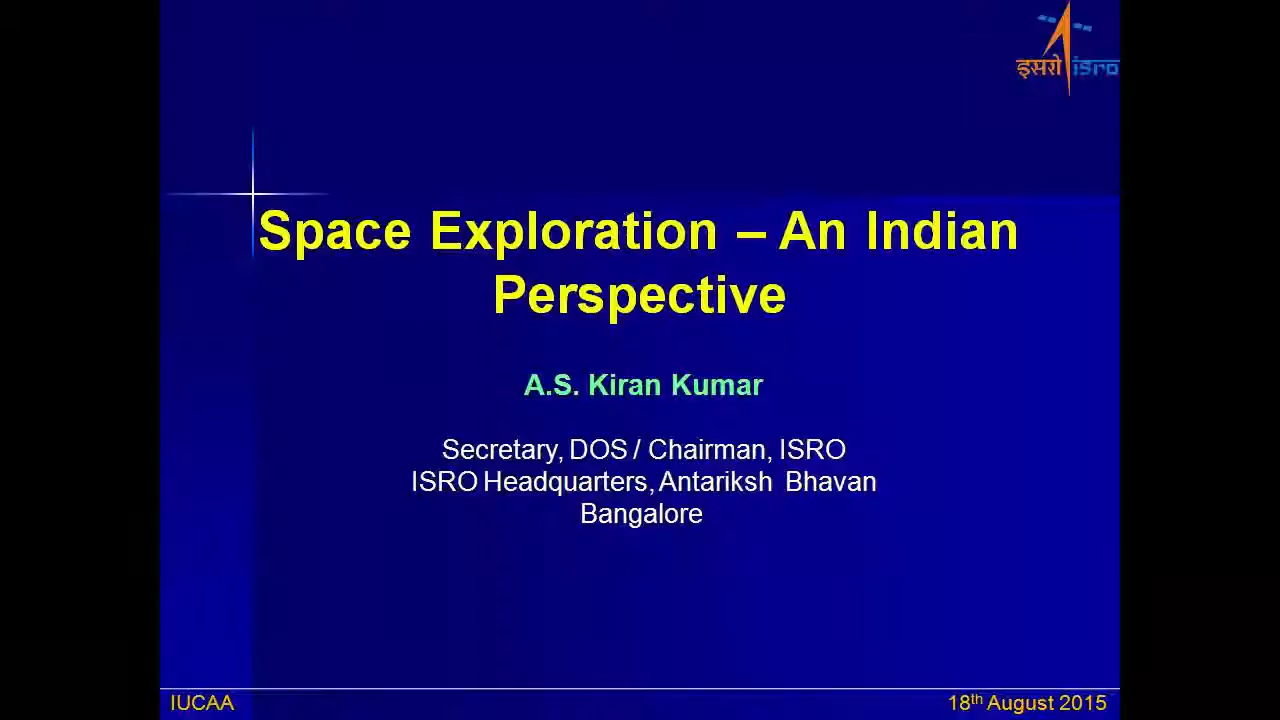 इसरो isro
Space Exploration – An Indian
Perspective
A.S. Kiran Kumar
Secretary, DOS / Chairman, ISRO
ISRO Headquarters, Antariksh Bhavan
Bangalore
IUCAA 18th August 2015